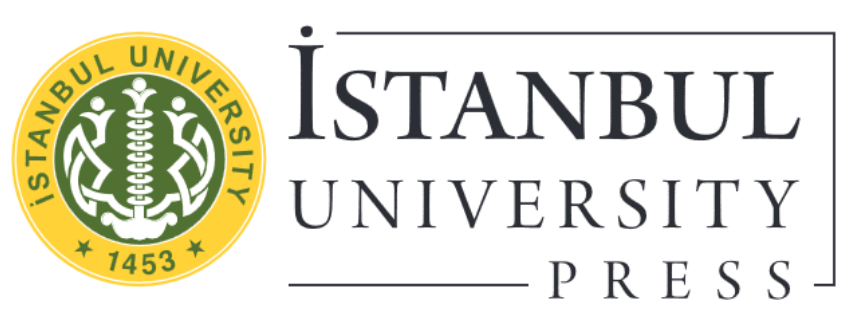 İSTANBUL UNIVERSITY
1453
İSTANBUL
UNIVERSITY
PRESS